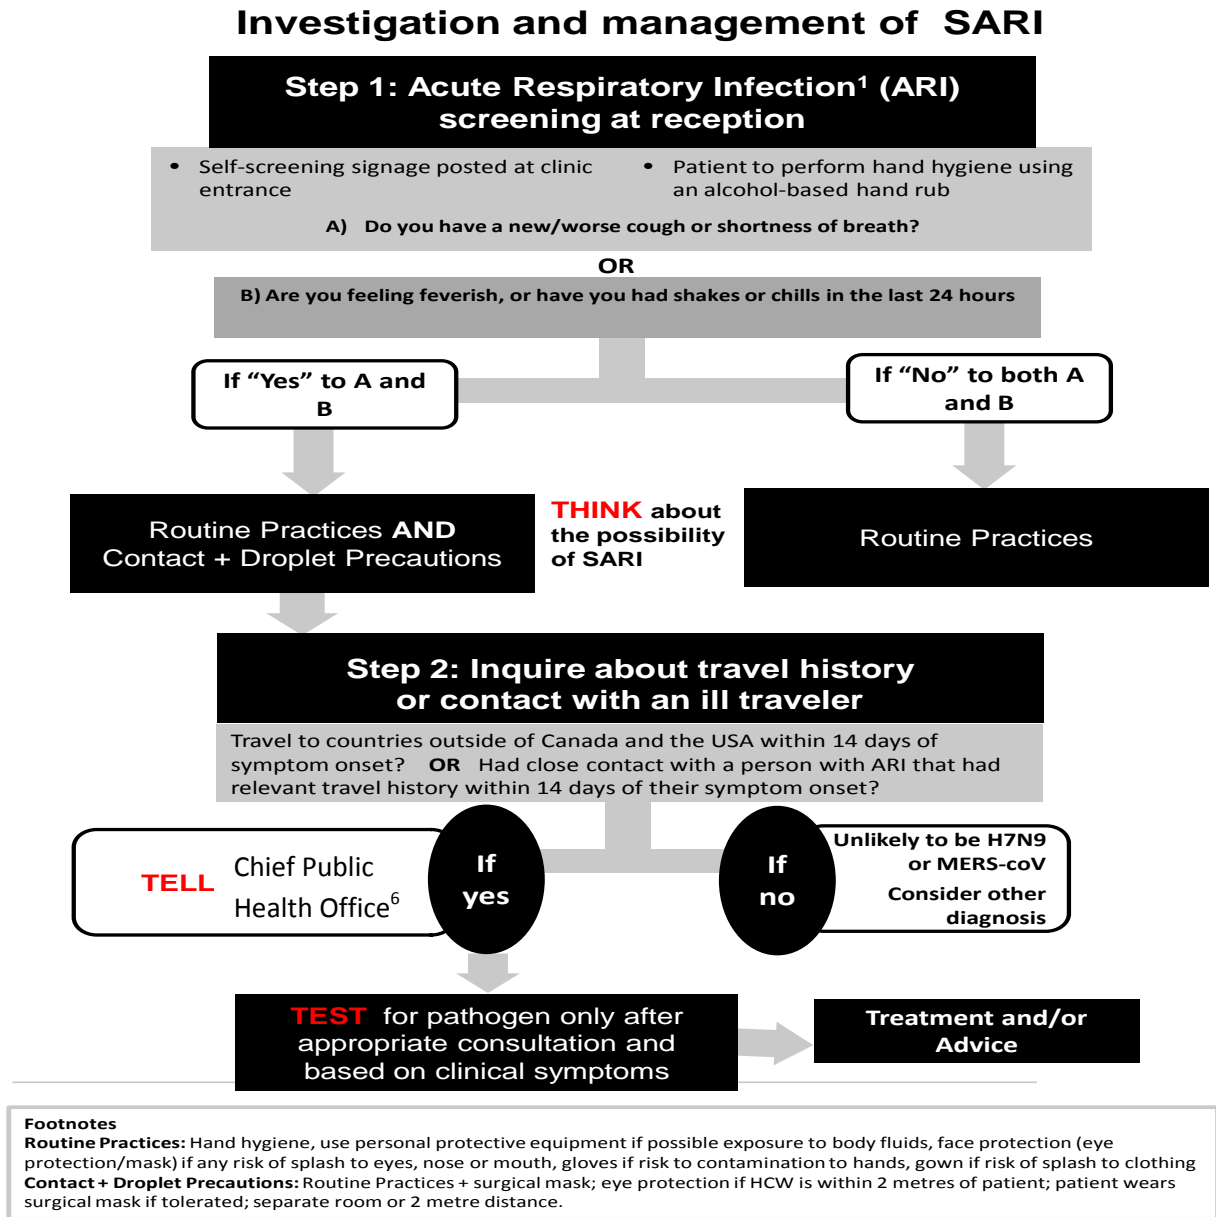 Investigation and management of SARI
Step 1: Acute Respiratory Infection¹ (ARI)
screening at reception
• Self-screening signage posted at clinic
entrance
• Patient to perform hand hygiene using
an alcohol-based hand rub
A) Do you have a new/worse cough or shortness of breath?
OR
B) Are you feeling feverish, or have you had shakes or chills in the last 24 hours
If “Yes” to A and
B
If “No” to both A
and B
Routine Practices AND
Contact + Droplet Precautions
THINK about
the possibility
of SARI
Routine Practices
Step 2: Inquire about travel history
or contact with an ill traveler
Travel to countries outside of Canada and the USA within 14 days of
symptom onset? OR Had close contact with a person with ARI that had
relevant travel history within 14 days of their symptom onset?
TELL Chief Public
Health Office⁶
If
yes
If
no
Unlikely to be H7N9
or MERS-coV
Consider other
diagnosis
TEST for pathogen only after
appropriate consultation and
based on clinical symptoms
Treatment and/or
Advice
Footnotes
Routine Practices: Hand hygiene, use personal protective equipment if possible exposure to body fluids, face protection (eye
protection/mask) if any risk of splash to eyes, nose or mouth, gloves if risk to contamination to hands, gown if risk of splash to clothing
Contact + Droplet Precautions: Routine Practices + surgical mask; eye protection if HCW is within 2 metres of patient; patient wears
surgical mask if tolerated; separate room or 2 metre distance.